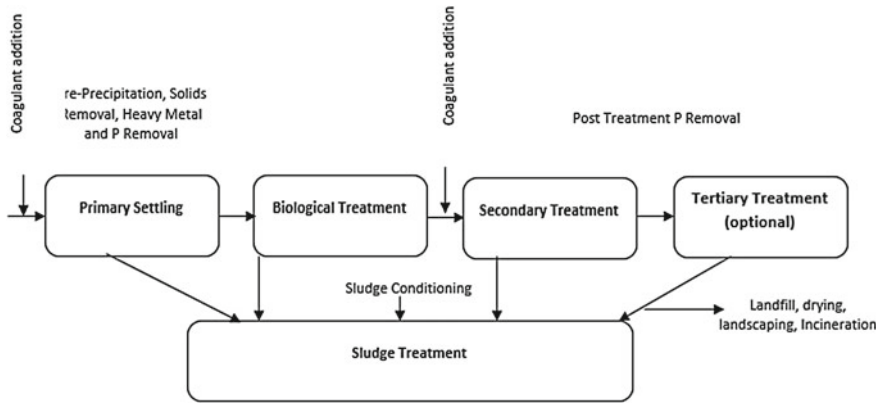 Coagulant addition
re-Precipitation, Solids
Removal, Heavy Metal
and P Removal
Coagulant addition
Post Treatment P Removal
Primary Settling
Biological Treatment
Secondary Treatment
Tertiary Treatment
(optional)
Sludge Conditioning
Landfill, drying,
landscaping, Incineration
Sludge Treatment